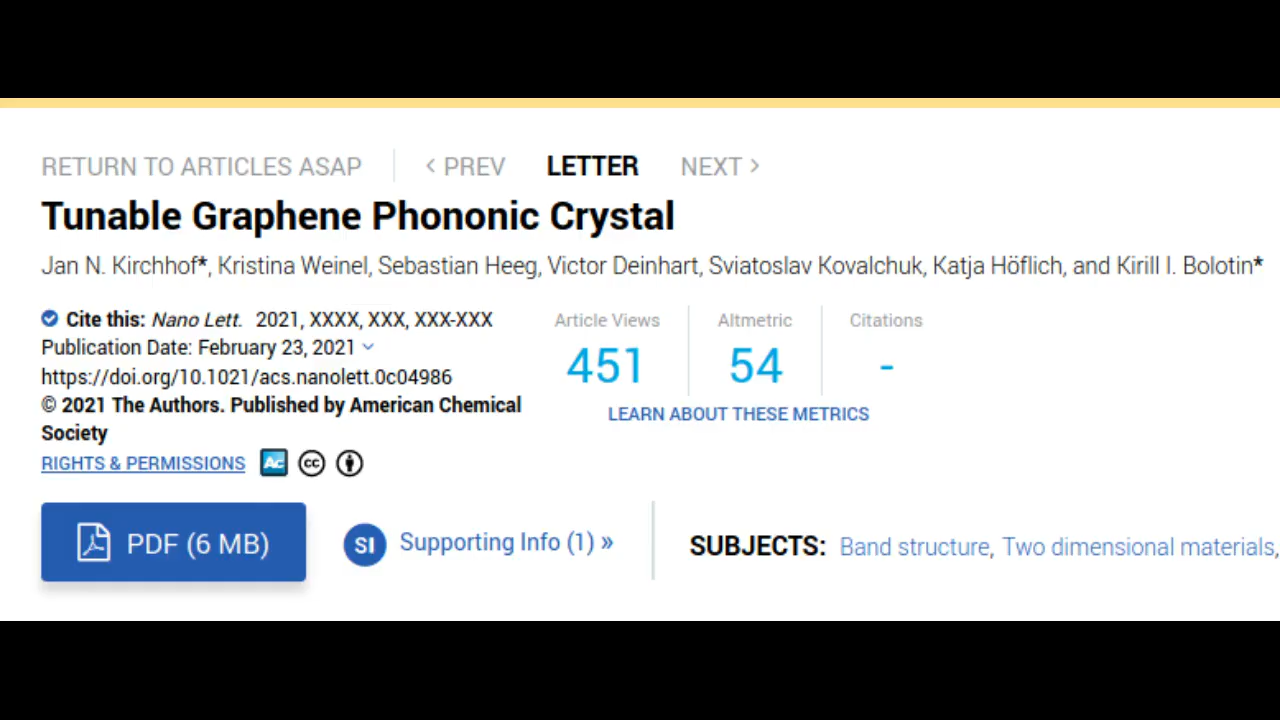 RETURN TO ARTICLES ASAP < PREV LETTER NEXT >
Tunable Graphene Phononic Crystal
Jan N. Kirchhof*, Kristina Weinel, Sebastian Heeg, Victor Deinhart, Sviatoslav Kovalchuk, Katja Höflich, and Kirill I. Bolotin*
Cite this: Nano Lett. 2021, XXXX, XXX, XXX-XXX
Publication Date: February 23, 2021
https://doi.org/10.1021/acs.nanolett.0c04986
© 2021 The Authors. Published by American Chemical
Society
RIGHTS & PERMISSIONS AC cc
Article Views Altmetric Citations
451 54 -
LEARN ABOUT THESE METRICS
PDF (6 MB) SI Supporting Info (1) » SUBJECTS: Band structure, Two dimensional materials,